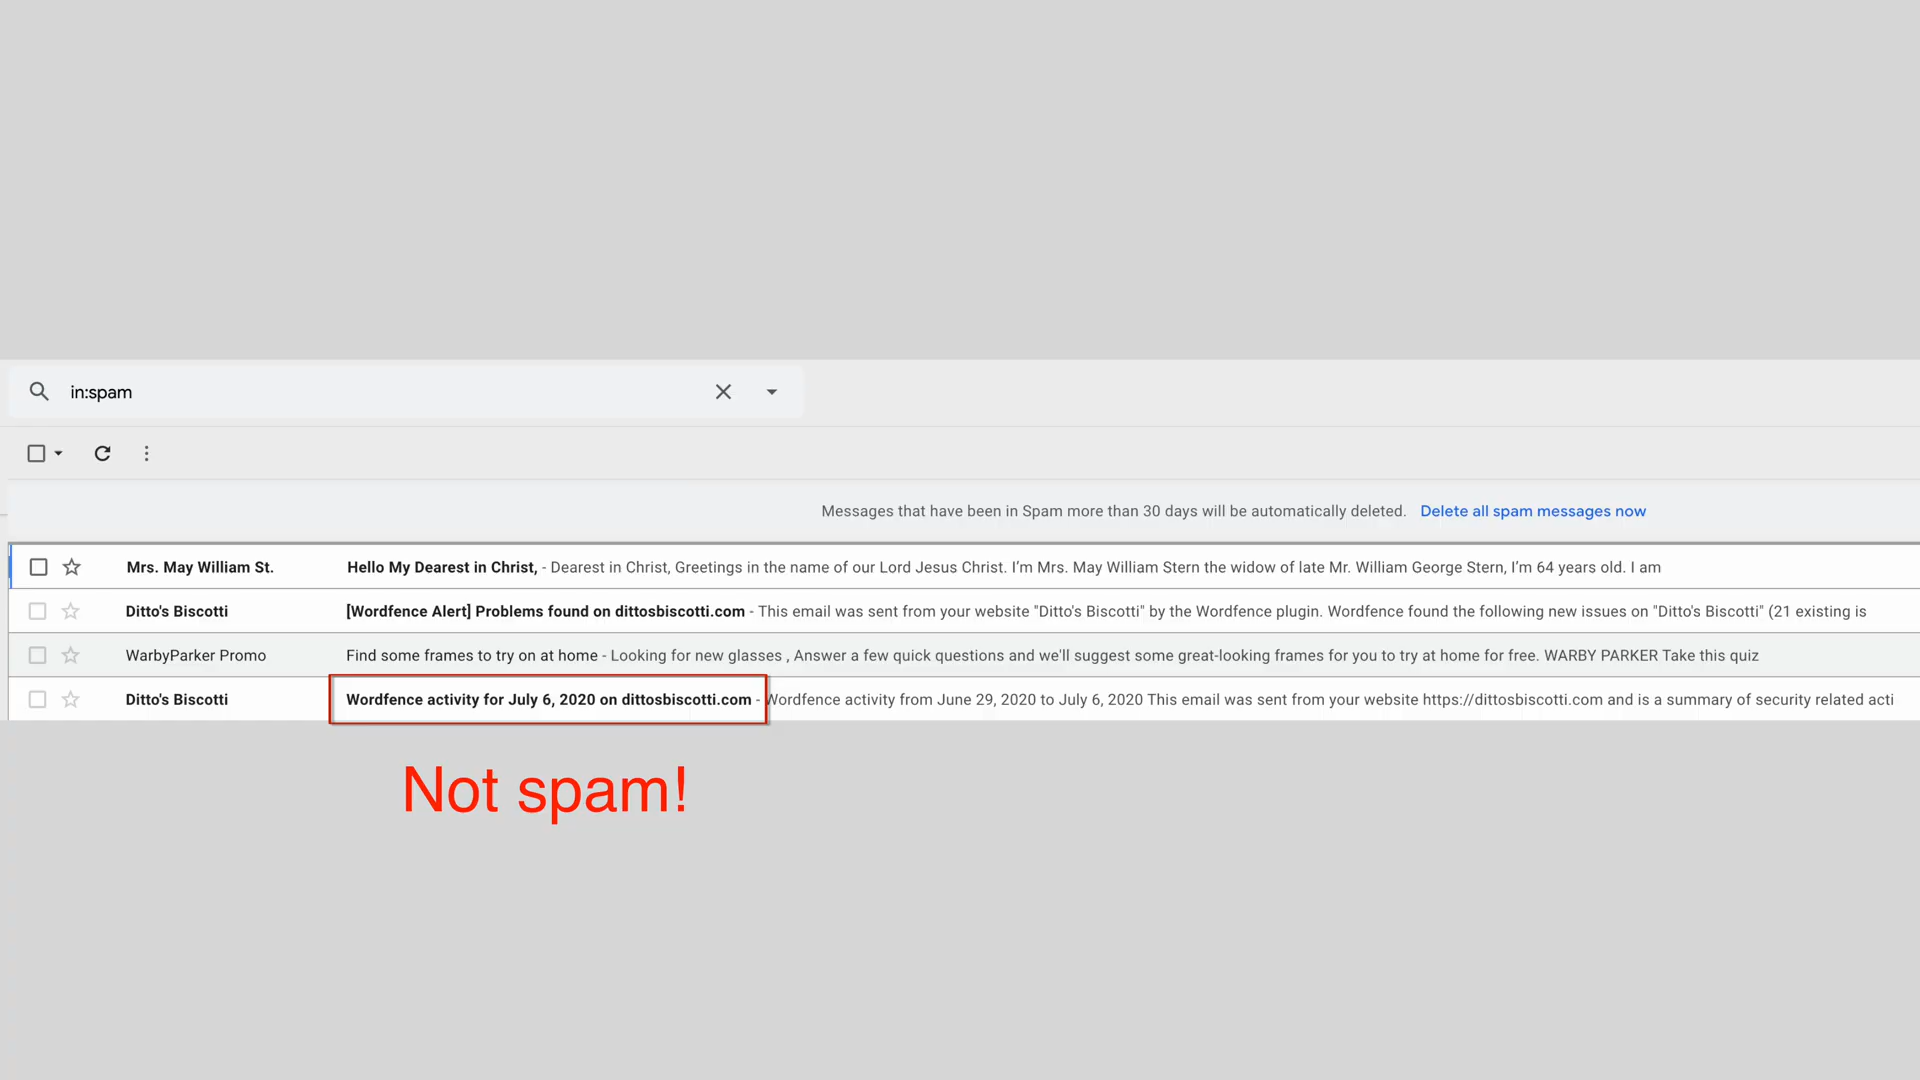 in:spam
Messages that have been in Spam more than 30 days will be automatically deleted. Delete all spam messages now
Mrs. May William St. Hello My Dearest in Christ, - Dearest in Christ, Greetings in the name of our Lord Jesus Christ. I’m Mrs. May William Stern the widow of late Mr. William George Stern, I’m 64 years old. I am
Ditto's Biscotti [Wordfence Alert] Problems found on dittosbiscotti.com - This email was sent from your website "Ditto's Biscotti" by the Wordfence plugin. Wordfence found the following new issues on "Ditto's Biscotti" (21 existing is
WarbyParker Promo Find some frames to try on at home - Looking for new glasses , Answer a few quick questions and we'll suggest some great-looking frames for you to try at home for free. WARBY PARKER Take this quiz
Ditto's Biscotti Wordfence activity for July 6, 2020 on dittosbiscotti.com - Wordfence activity from June 29, 2020 to July 6, 2020 This email was sent from your website https://dittosbiscotti.com and is a summary of security related acti
Not spam!